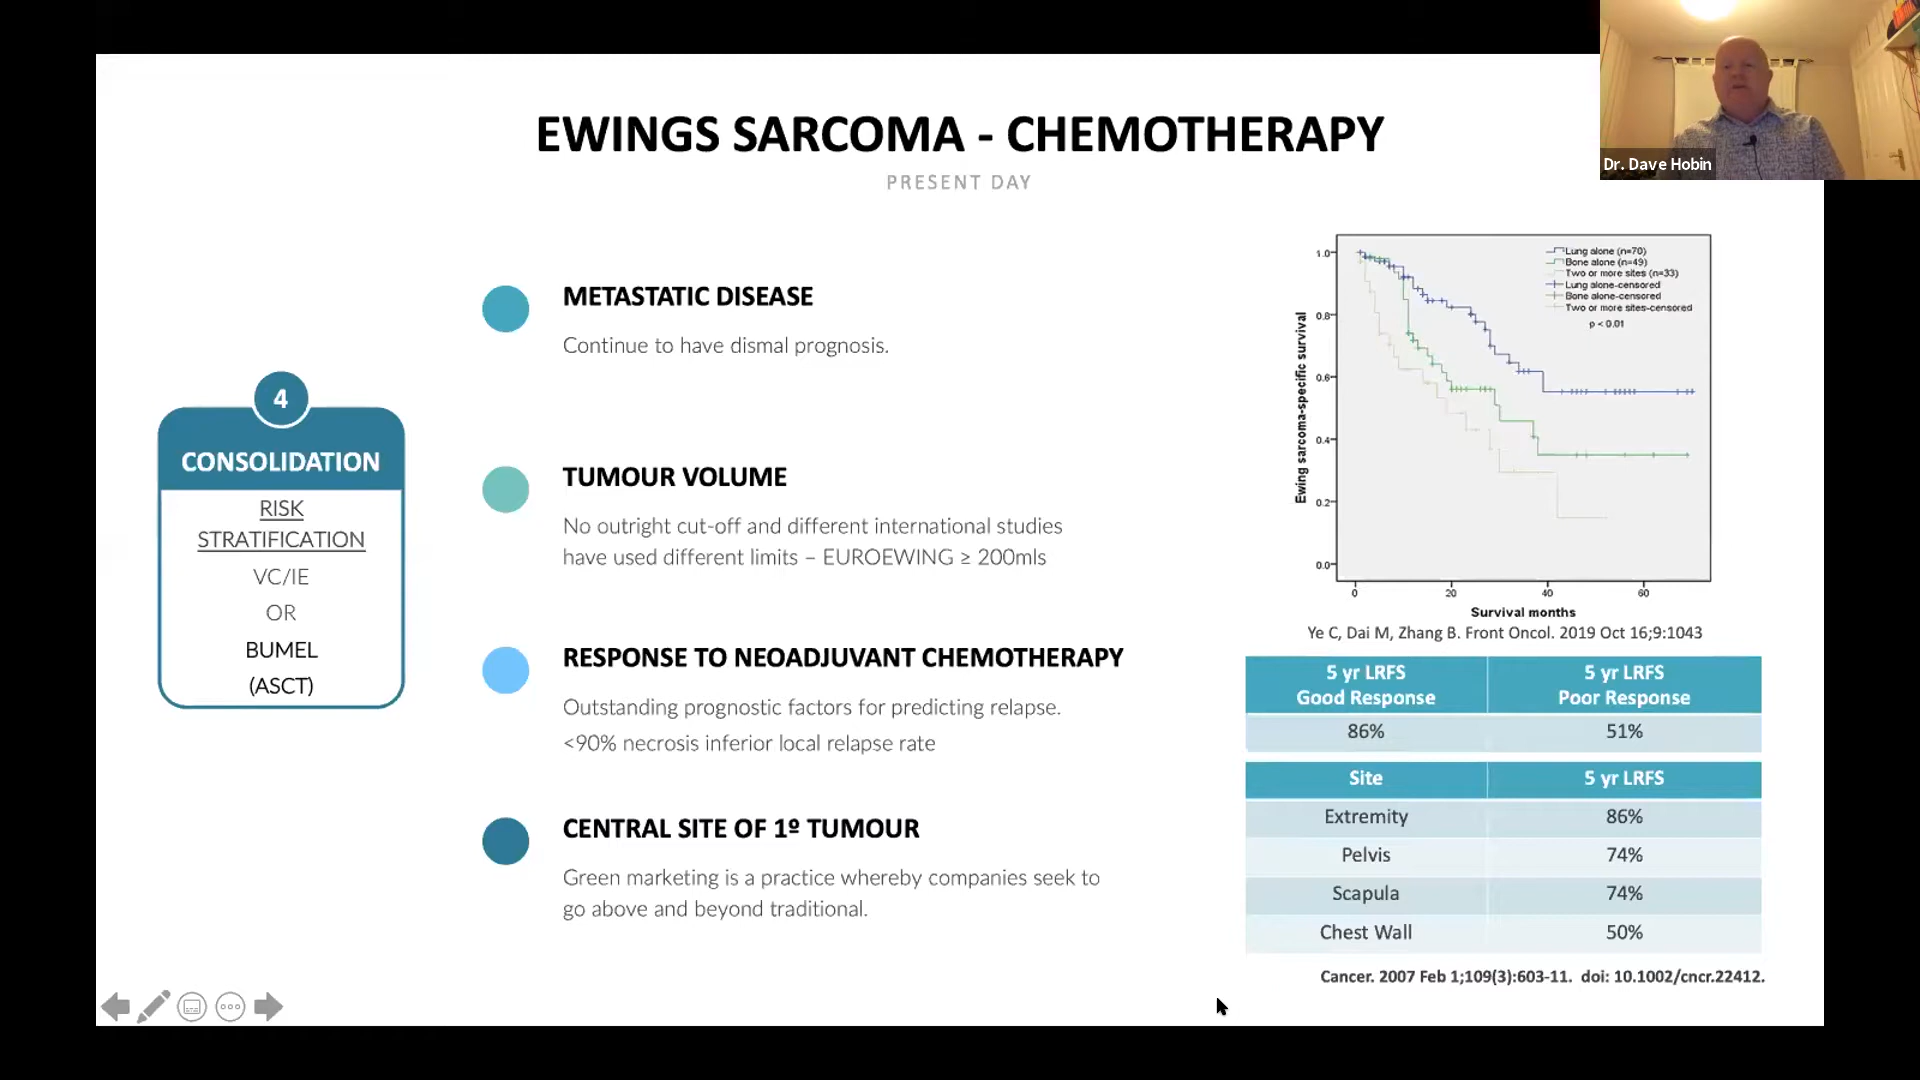 Dr. Dave Hobin
EWINGS SARCOMA - CHEMOTHERAPY
PRESENT DAY
4
CONSOLIDATION
RISK
STRATIFICATION
VC/IE
OR
BUMEL
(ASCT)
METASTATIC DISEASE
Continue to have dismal prognosis.
TUMOUR VOLUME
No outright cut-off and different international studies
have used different limits – EUROEWING ≥ 200mls
RESPONSE TO NEOADJUVANT CHEMOTHERAPY
Outstanding prognostic factors for predicting relapse.
<90% necrosis inferior local relapse rate
CENTRAL SITE OF 1º TUMOUR
Green marketing is a practice whereby companies seek to
go above and beyond traditional.
Lung alone (n=70)
Bone alone (n=49)
Two or more sites (n=33)
Lung alone-censored
Bone alone-censored
Two or more sites-censored
p < 0.01
Ewing sarcoma-specific survival
1.0
0.8
0.6
0.4
0.2
0.0
0 20 40 60
Survival months
Ye C, Dai M, Zhang B. Front Oncol. 2019 Oct 16;9:1043
5 yr LRFS 5 yr LRFS
Good Response Poor Response
86% 51%
Site 5 yr LRFS
Extremity 86%
Pelvis 74%
Scapula 74%
Chest Wall 50%
Cancer. 2007 Feb 1;109(3):603-11. doi: 10.1002/cncr.22412.